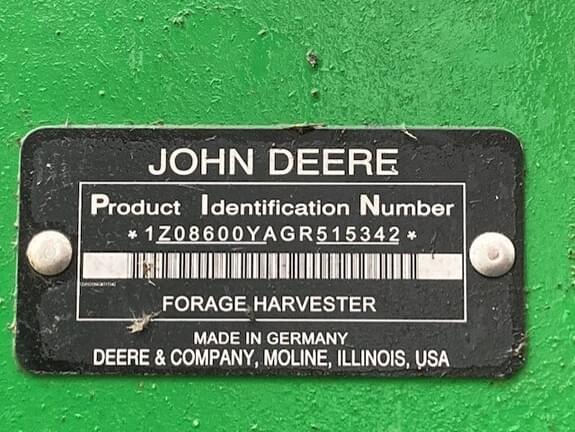 JOHN DEERE
Product Identification Number
*1Z08600YAGR515342*
FORAGE HARVESTER
MADE IN GERMANY
DEERE & COMPANY, MOLINE, ILLINOIS, USA